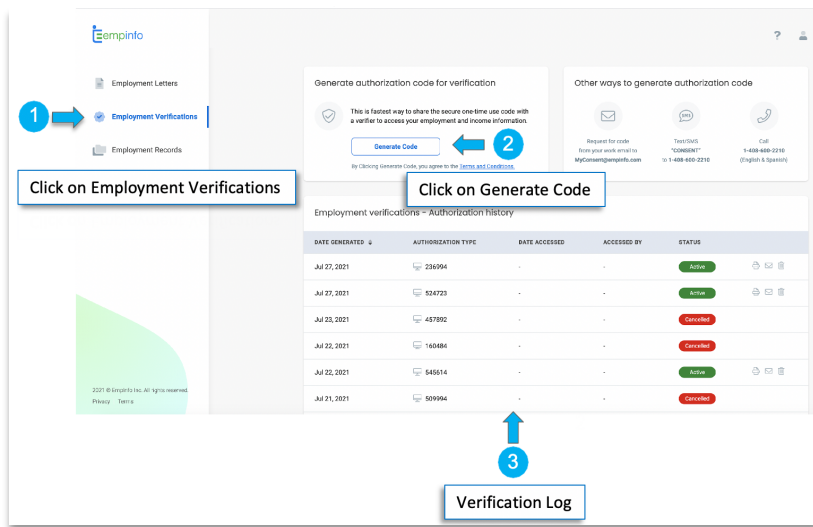 Eempinfo
?
Employment Letters
1
Employment Verifications
Employment Records
Click on Employment Verifications
2021 © Empinfo Inc. All rights reserved.
Privacy Terms
Generate authorization code for verification
This is fastest way to share the secure one-time use code with
a verifier to access your employment and income
information.
Generate Code
2
By Clicking Generate Code, you agree to the Terms and Conditions.
Click on Generate Code
Other ways to generate authorization code
Request for code
from your work email to
MyConsent@empinfo.com
SMS
Text/SMS
"CONSENT"
to 1-498-600-2210
Call
1-408-600-2210
(English & Spanish)
Employment verifications - Authorization history
DATE GENERATED AUTHORIZATION TYPE DATE ACCESSED ACCESSED BY STATUS
Jul 27, 2021 236994 - - Active
Jul 27, 2021 524723 - - Active
Jul 23, 2021 457892 - - Cancelled
Jul 22, 2021 160484 - - Cancelled
Jul 22, 2021 545614 - - Active
Jul 21, 2021 509994 - - Cancelled
3
Verification Log